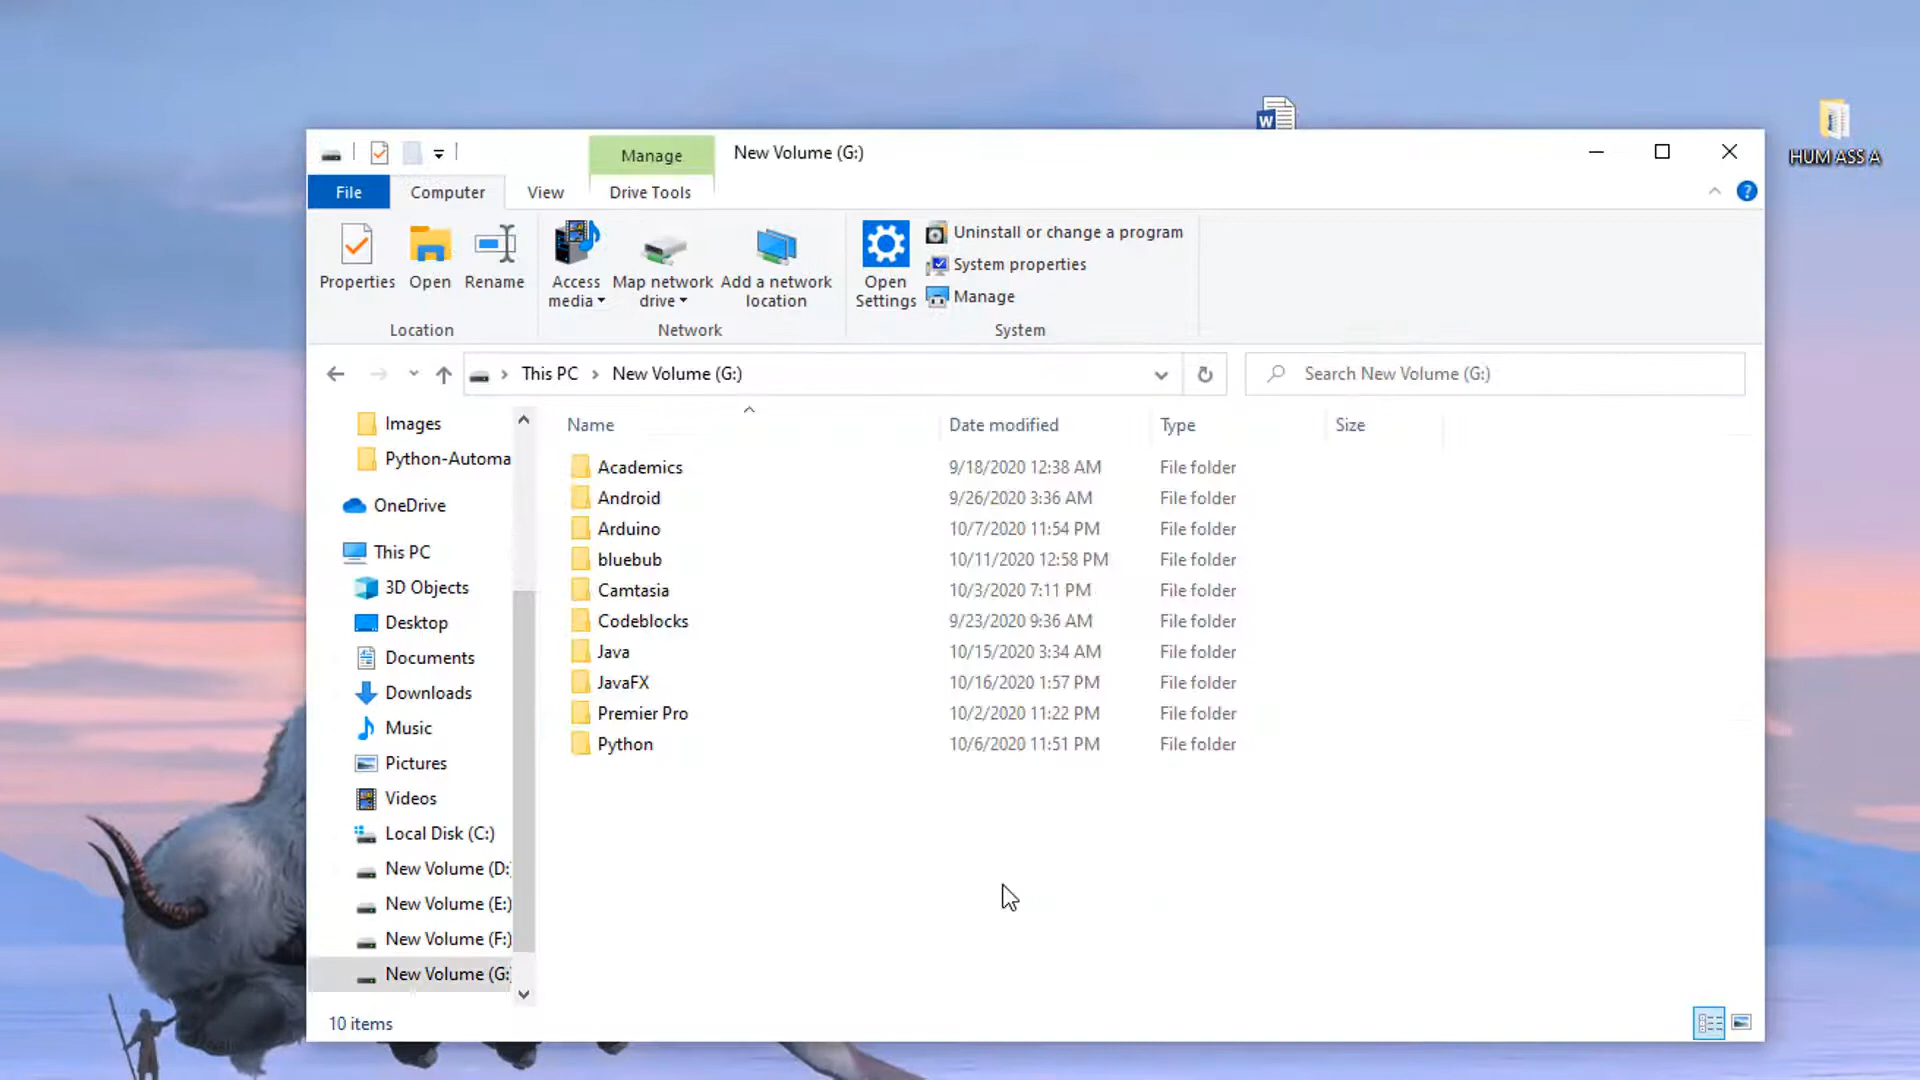 HUM ASS A
Manage
New Volume (G:)
File
Computer
View
Drive Tools
Properties
Open
Rename
Location
Access media
Map network drive
Add a network location
Network
Open Settings
Uninstall or change a program
System properties
Manage
System
This PC
New Volume (G:)
Search New Volume (G:)
Images
Python-Automa
OneDrive
This PC
3D Objects
Desktop
Documents
Downloads
Music
Pictures
Videos
Local Disk (C:)
New Volume (D:
New Volume (E:)
New Volume (F:)
New Volume (G:
Name Date modified Type Size
Academics 9/18/2020 12:38 AM File folder
Android 9/26/2020 3:36 AM File folder
Arduino 10/7/2020 11:54 PM File folder
bluebub 10/11/2020 12:58 PM File folder
Camtasia 10/3/2020 7:11 PM File folder
Codeblocks 9/23/2020 9:36 AM File folder
Java 10/15/2020 3:34 AM File folder
JavaFX 10/16/2020 1:57 PM File folder
Premier Pro 10/2/2020 11:22 PM File folder
Python 10/6/2020 11:51 PM File folder
10 items